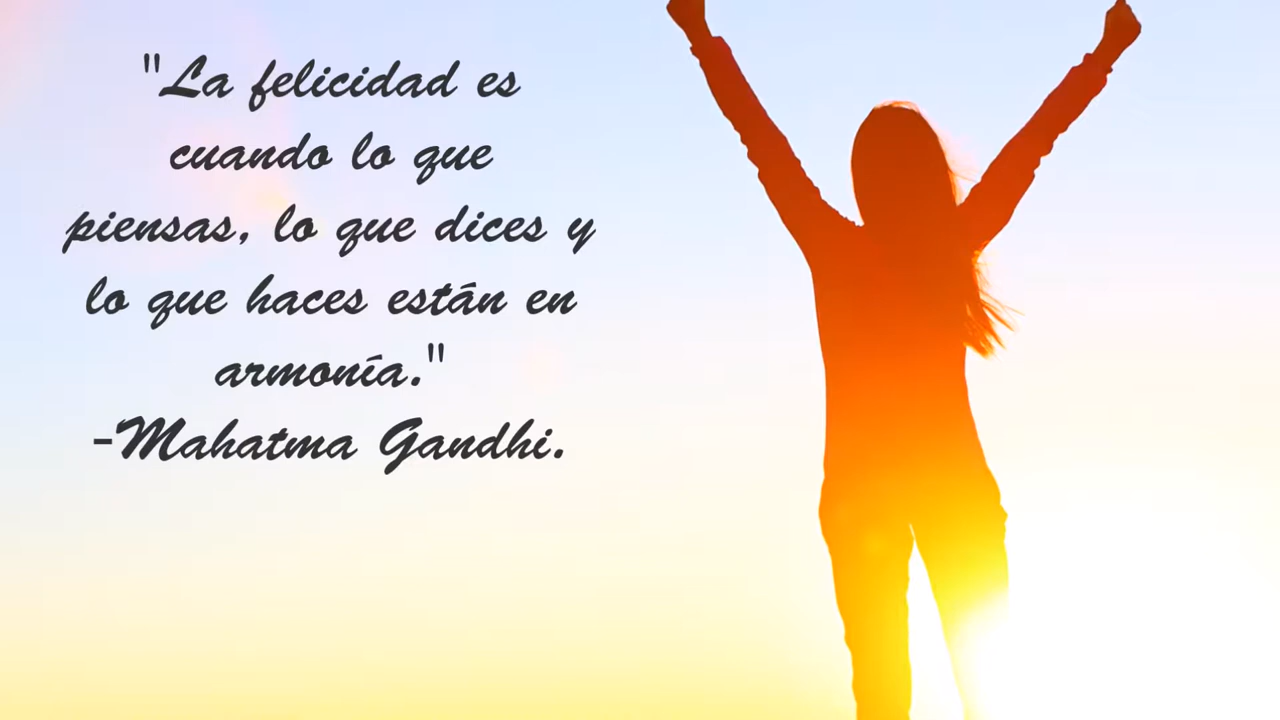 "La felicidad es
cuando lo que
piensas, lo que dices y
lo que haces están en
armonía."
-Mahatma Gandhi.